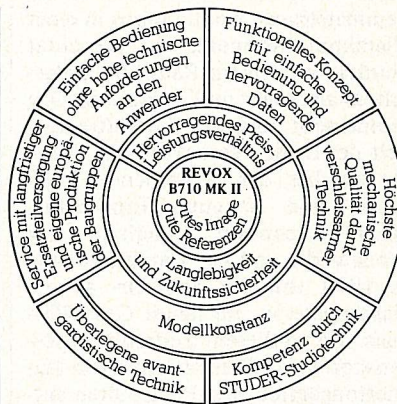 Einfache Bedienung
ohne hohe technische
Anforderungen
an den
Anwender
Funktionelles Konzept
für einfache
Bedienung und
hervorragende
Daten
Hervorragendes Preis-
Leistungsverhältnis
Service mit langfristiger
Ersatzteilversorgung
und eigene europä-
ische Produktion
der Baugruppen
REVOX
B710 MK II
gutes Image
gute Referenzen
Höchste
mechanische
Qualität dank
verschleissarmer
Technik
Langlebigkeit
und Zukunftssicherheit
Modellkonstanz
Überlegene avant-
gardistische Technik
Kompetenz durch
STUDER-Studiotechnik